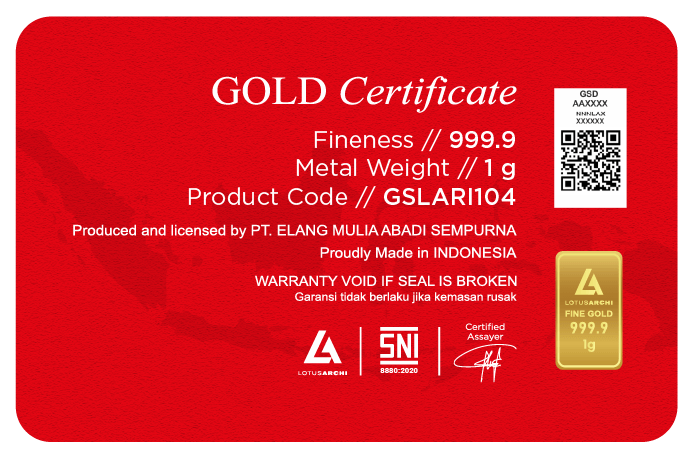 GOLD Certificate
Fineness // 999.9
Metal Weight // 1 g
Product Code // GSLARI104
Produced and licensed by PT. ELANG MULIA ABADI SEMPURNA
Proudly Made in INDONESIA
WARRANTY VOID IF SEAL IS BROKEN
Garansi tidak berlaku jika kemasan rusak
LOTUSARCHI
SNI
8880:2020
Certified
Assayer
GSD
AAXXXX
NNNLAX
XXXXXX
LOTUSARCHI
FINE GOLD
999.9
1g